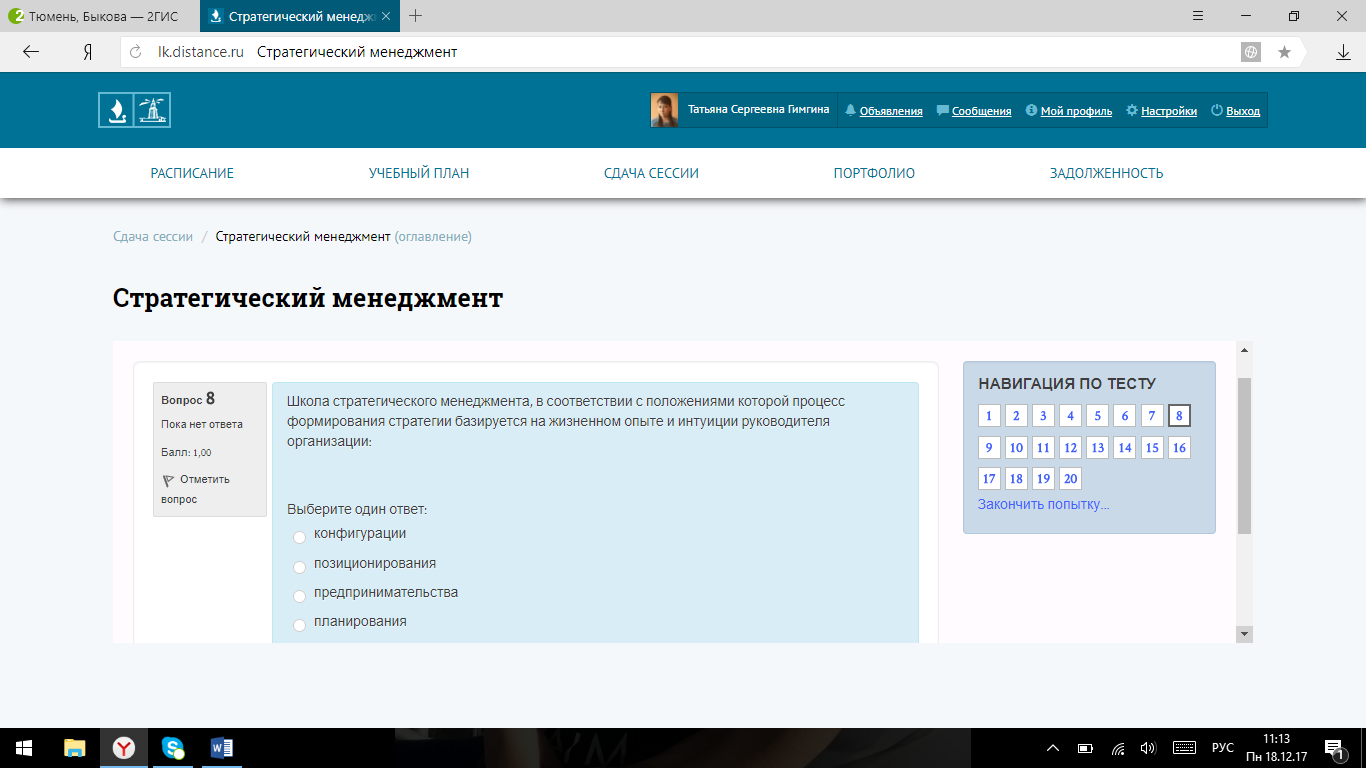 Тюмень, Быкова — 2ГИС
Стратегический менеджм
lk.distance.ru Стратегический менеджмент
Татьяна Сергеевна Гимгина Объявления Сообщения Мой профиль Настройки Выход
РАСПИСАНИЕ УЧЕБНЫЙ ПЛАН СДАЧА СЕССИИ ПОРТФОЛИО ЗАДОЛЖЕННОСТЬ
Сдача сессии / Стратегический менеджмент (оглавление)
Стратегический менеджмент
Вопрос 8
Пока нет ответа
Балл: 1,00
Отметить
вопрос
Школа стратегического менеджмента, в соответствии с положениями которой процесс
формирования стратегии базируется на жизненном опыте и интуиции руководителя
организации:
Выберите один ответ:
конфигурации
позиционирования
предпринимательства
планирования
НАВИГАЦИЯ ПО ТЕСТУ
1 2 3 4 5 6 7 8
9 10 11 12 13 14 15 16
17 18 19 20
Закончить попытку...
РУС
11:13
Пн 18.12.17
1